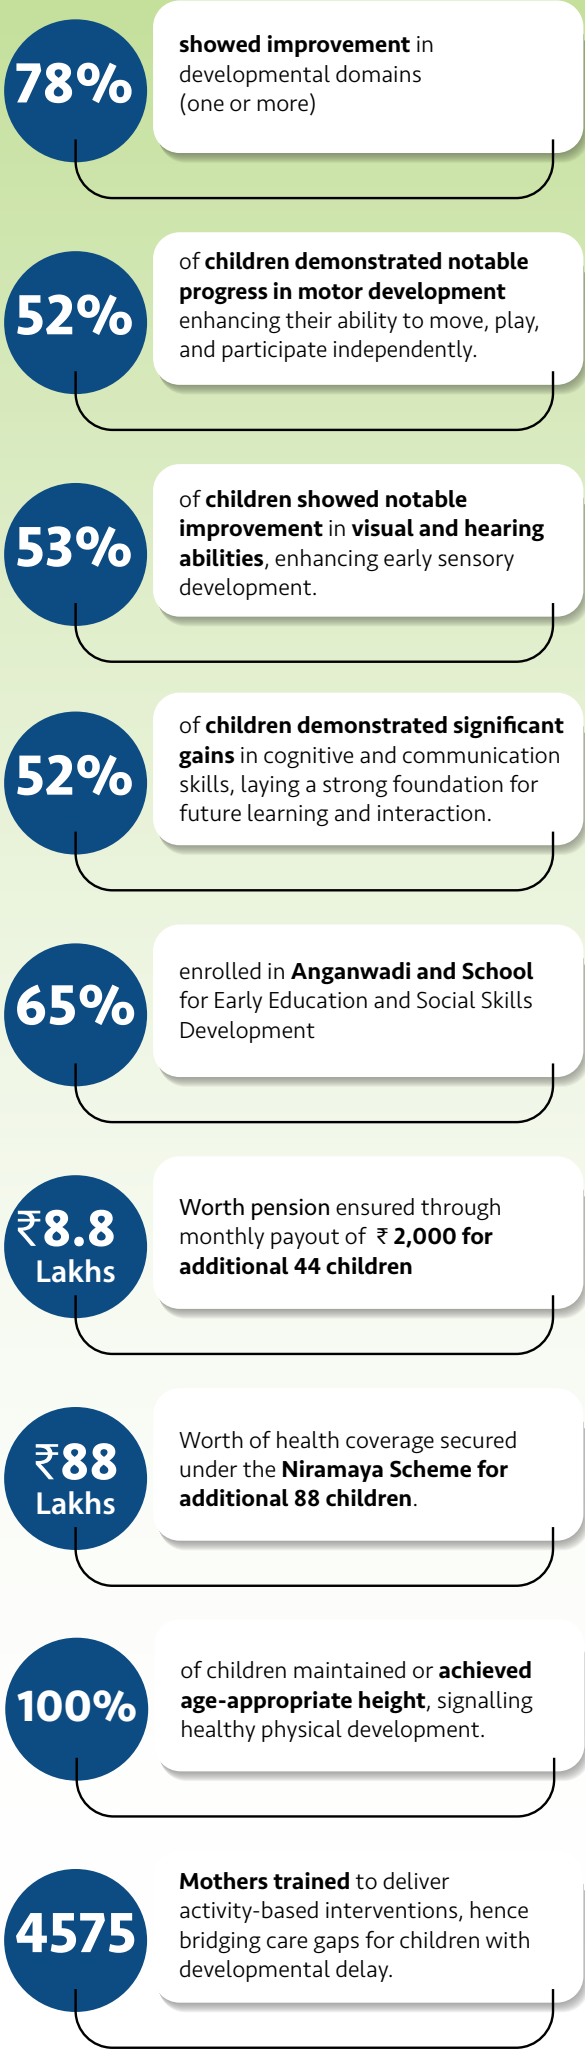 78%
showed improvement in
developmental domains
(one or more)
52%
of children demonstrated notable
progress in motor development
enhancing their ability to move, play,
and participate independently.
53%
of children showed notable
improvement in visual and hearing
abilities, enhancing early sensory
development.
52%
of children demonstrated significant
gains in cognitive and communication
skills, laying a strong foundation for
future learning and interaction.
65%
enrolled in Anganwadi and School
for Early Education and Social Skills
Development
₹8.8
Lakhs
Worth pension ensured through
monthly payout of ₹ 2,000 for
additional 44 children
₹88
Lakhs
Worth of health coverage secured
under the Niramaya Scheme for
additional 88 children.
100%
of children maintained or achieved
age-appropriate height, signalling
healthy physical development.
4575
Mothers trained to deliver
activity-based interventions, hence
bridging care gaps for children with
developmental delay.